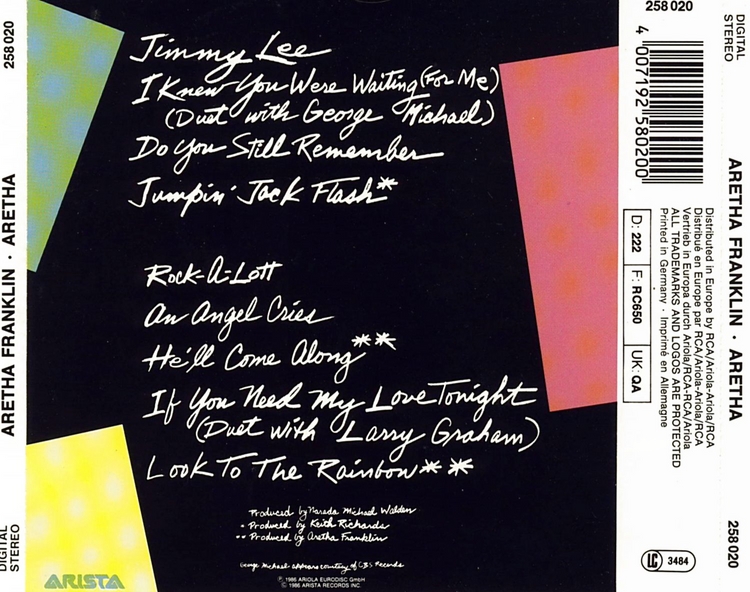 258 020
ARETHA FRANKLIN · ARETHA
DIGITAL
STEREO
Jimmy Lee
I Knew You Were Waiting (For Me)
(Duet with George Michael)
Do You Still Remember
Jumpin' Jack Flash*
Rock-A-Lott
An Angel Cries
He'll Come Along**
If You Need My Love Tonight
(Duet with Larry Graham)
Look To The Rainbow**
Produced by Narada Michael Walden
* Produced by Keith Richards
** Produced by Aretha Franklin
George Michael appears courtesy of CBS Records
℗ 1986 ARIOLA EURODISC GmbH
© 1986 ARISTA RECORDS INC.
ARISTA
258 020
4 007192 580200
D: 222
F: RC650
UK: QA
Distributed in Europe by RCA/Ariola-Ariola/RCA
Distribué en Europe par RCA/Ariola-Ariola/RCA
Vertrieb in Europa durch Ariola/RCA-RCA/Ariola
ALL TRADEMARKS AND LOGOS ARE PROTECTED
Printed in Germany · Imprimé en Allemagne
LC 3484
DIGITAL
STEREO
ARETHA FRANKLIN · ARETHA
258 020